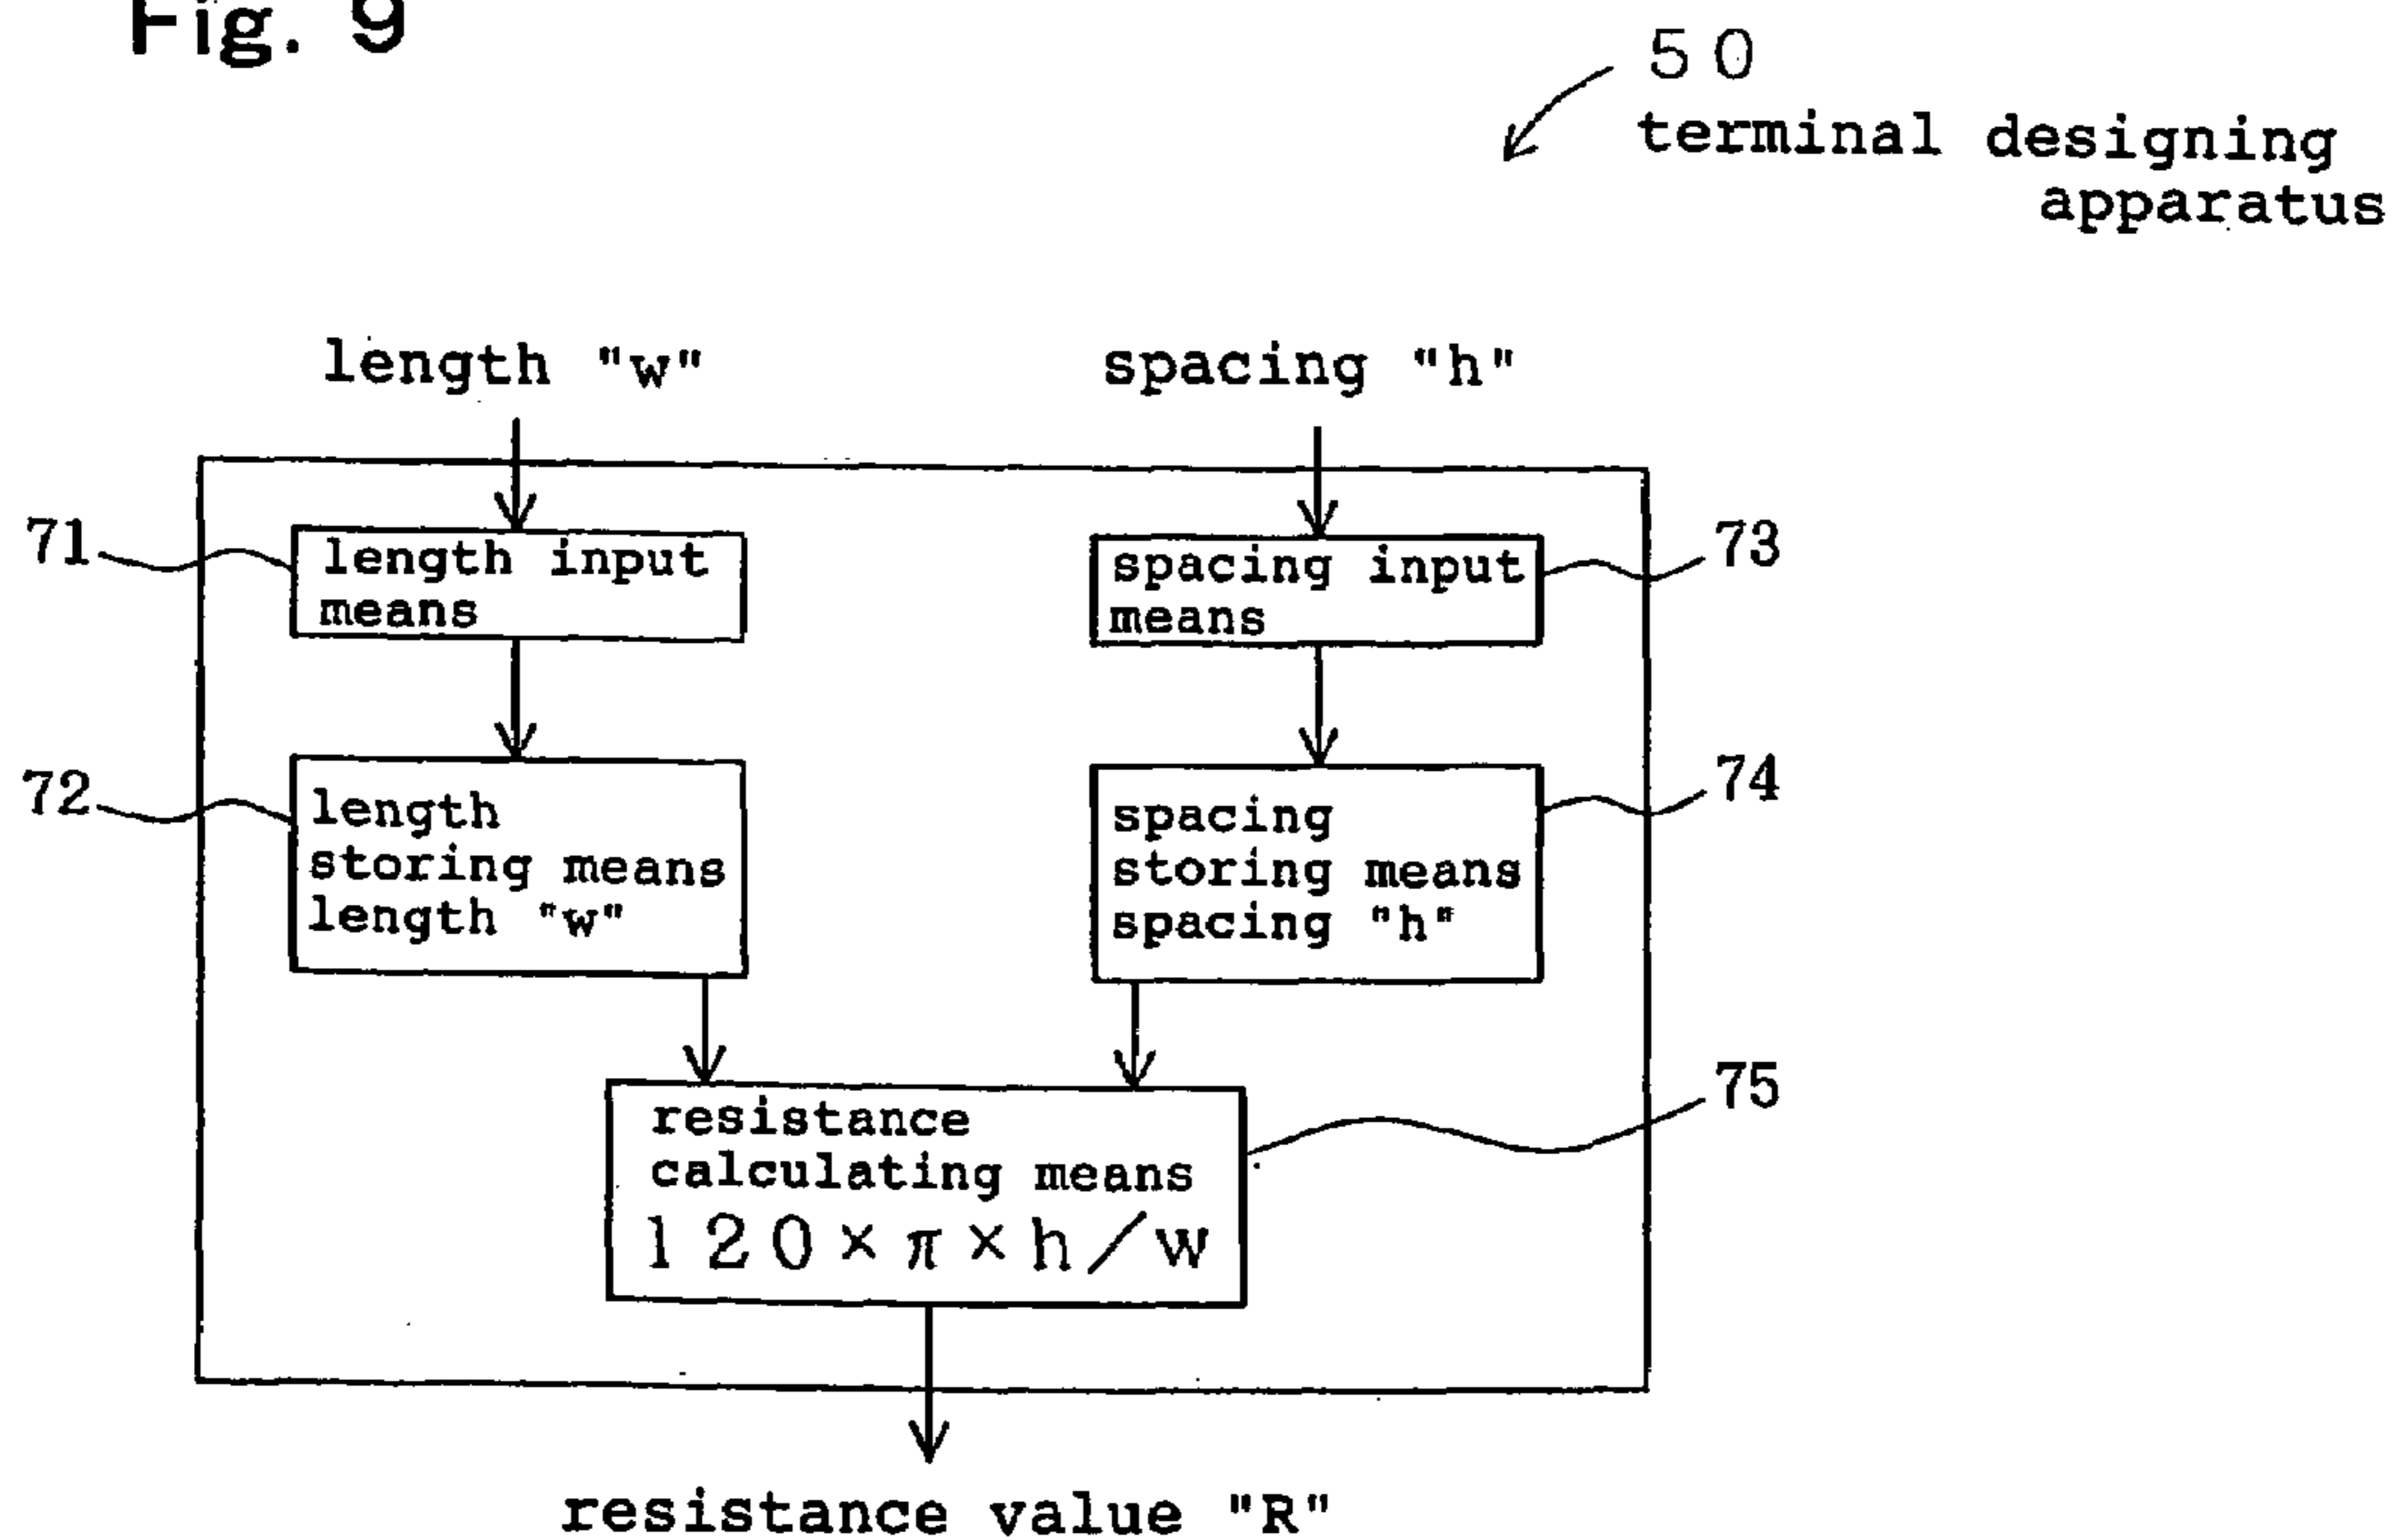 Fig. 9
50
terminal designing
apparatus
length "w"
spacing "h"
71
length input
means
spacing input
means
73
72
length
storing means
length "w"
spacing
storing means
spacing "h"
74
resistance
calculating means
120×π×h/w
75
resistance value "R"